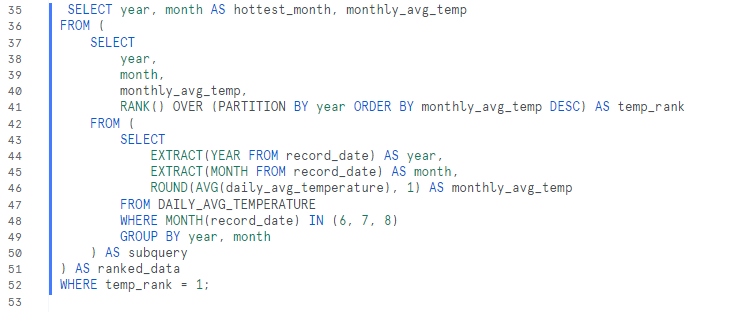 35 SELECT year, month AS hottest_month, monthly_avg_temp
36 FROM (
37 SELECT
38 year,
39 month,
40 monthly_avg_temp,
41 RANK() OVER (PARTITION BY year ORDER BY monthly_avg_temp DESC) AS temp_rank
42 FROM (
43 SELECT
44 EXTRACT(YEAR FROM record_date) AS year,
45 EXTRACT(MONTH FROM record_date) AS month,
46 ROUND(AVG(daily_avg_temperature), 1) AS monthly_avg_temp
47 FROM DAILY_AVG_TEMPERATURE
48 WHERE MONTH(record_date) IN (6, 7, 8)
49 GROUP BY year, month
50 ) AS subquery
51 ) AS ranked_data
52 WHERE temp_rank = 1;
53